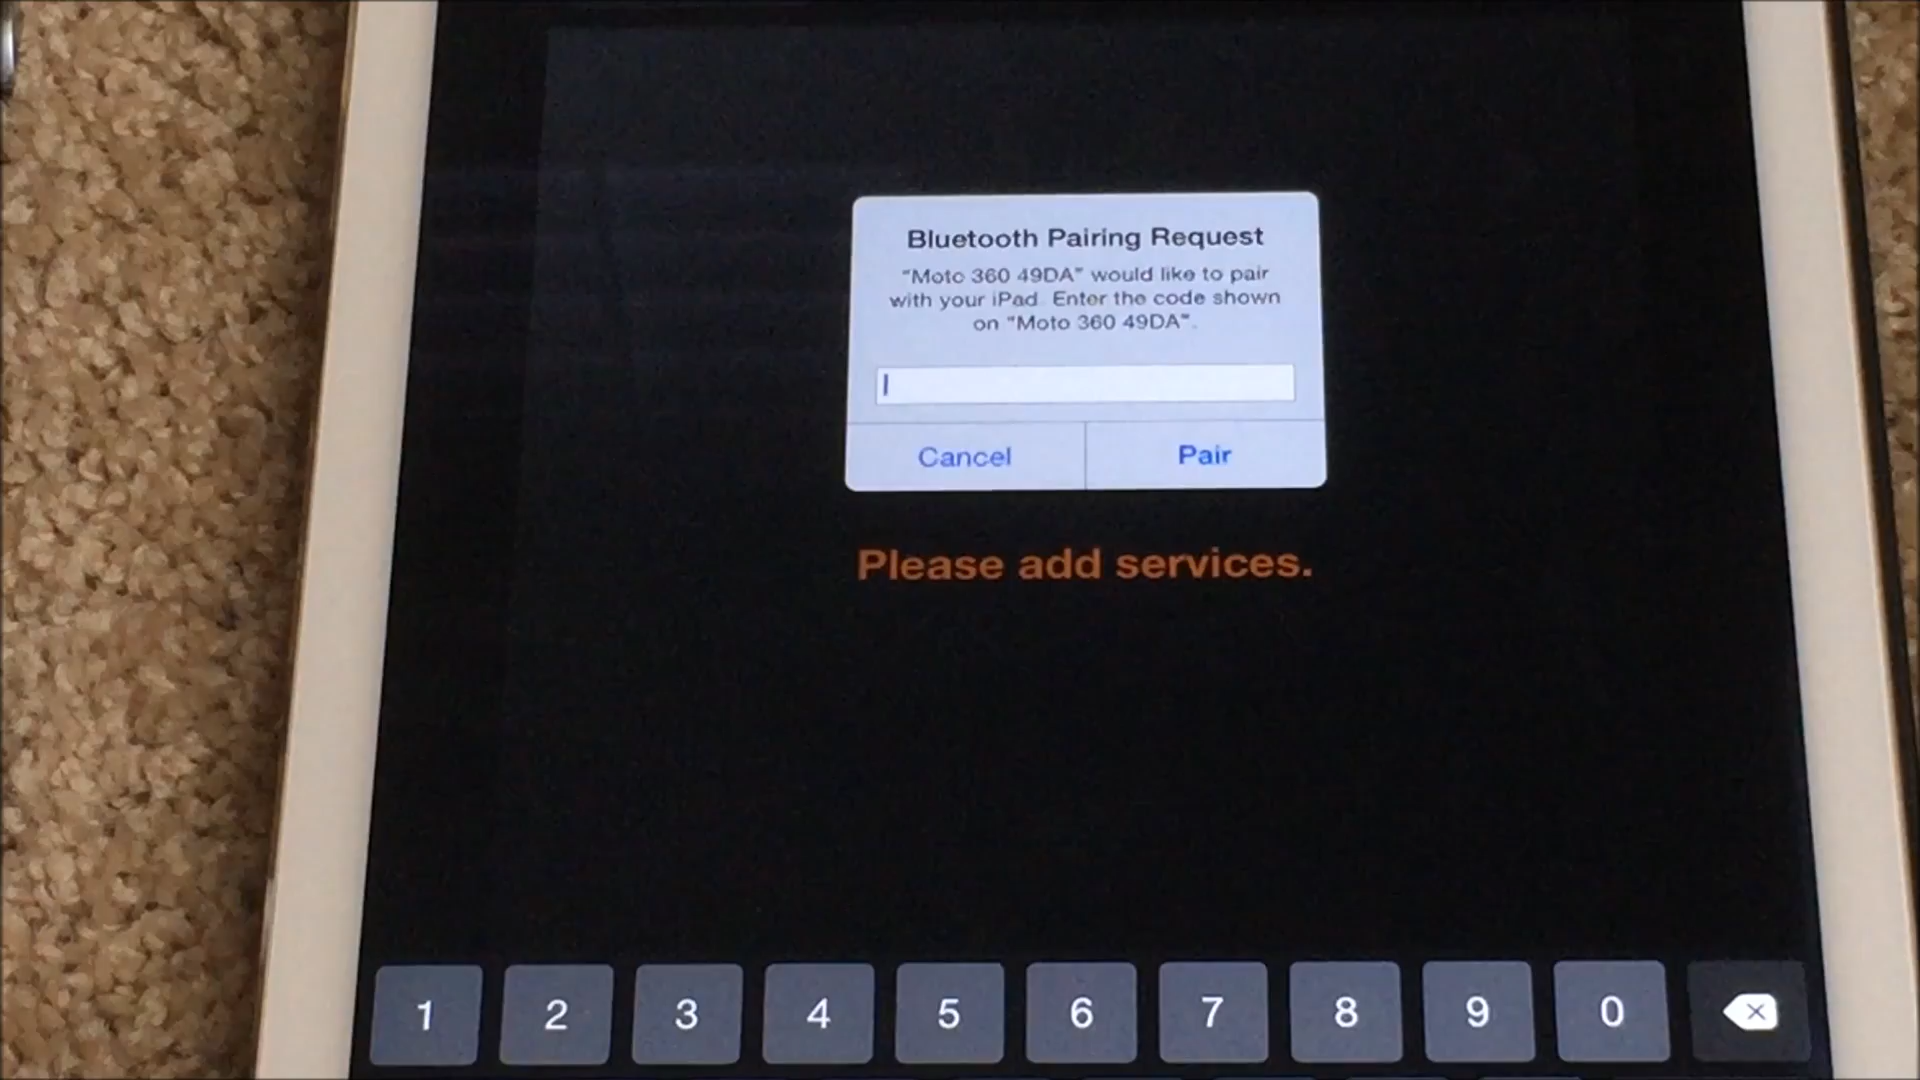 Bluetooth Pairing Request
"Moto 360 49DA" would like to pair
with your iPad. Enter the code shown
on "Moto 360 49DA".
Cancel Pair
Please add services.
1 2 3 4 5 6 7 8 9 0